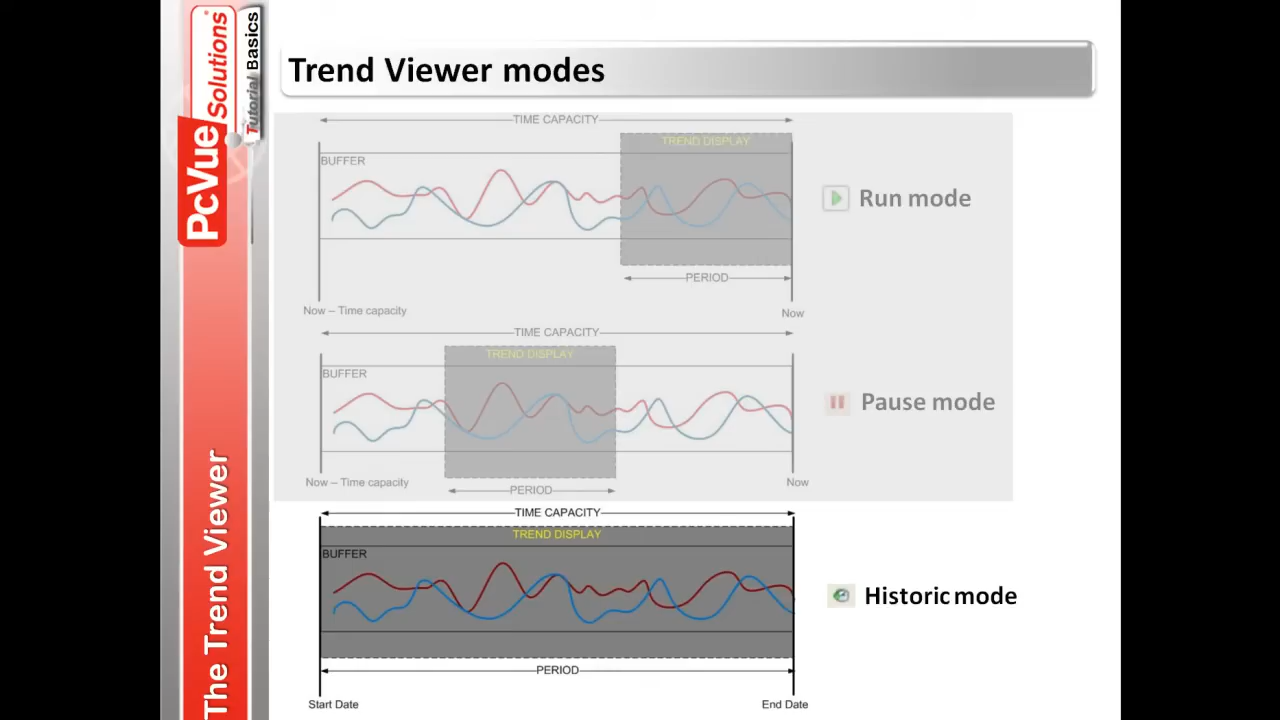 PcVue Solutions
Tutorial Basics
The Trend Viewer
Trend Viewer modes
TIME CAPACITY
TREND DISPLAY
BUFFER
Run mode
PERIOD
Now – Time capacity
Now
TIME CAPACITY
TREND DISPLAY
BUFFER
Pause mode
Now – Time capacity
Now
PERIOD
TIME CAPACITY
TREND DISPLAY
BUFFER
Historic mode
PERIOD
Start Date
End Date